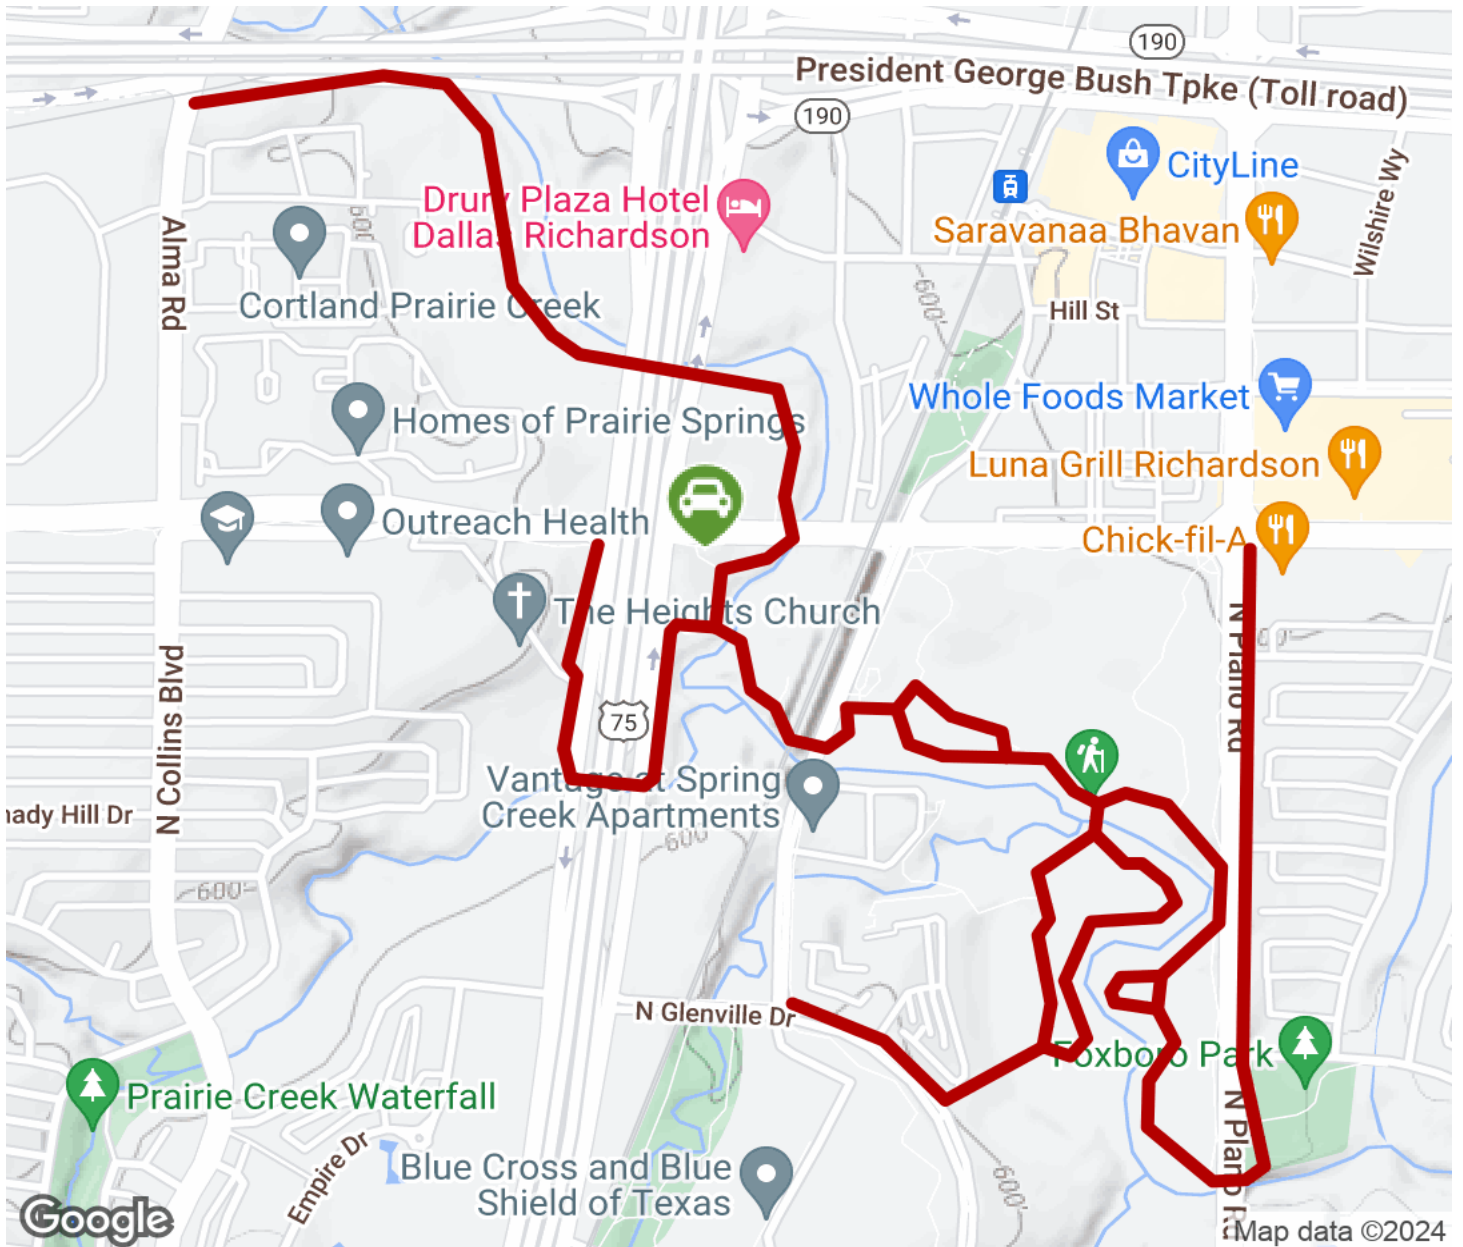 190
President George Bush Tpke (Toll road)
190
CityLine
Wilshire Wy
Drury Plaza Hotel
Dallas Richardson
Saravanaa Bhavan
600'
Alma Rd
Cortland Prairie Creek
600'
Hill St
Whole Foods Market
Homes of Prairie Springs
Luna Grill Richardson
Outreach Health
Chick-fil-A
The Heights Church
N Plano Rd
600'
N Collins Blvd
75
Vantage at Spring
Creek Apartments
hady Hill Dr
600'
600'
N Glenville Dr
Foxboro Park
Prairie Creek Waterfall
N Plano Rd
Empire Dr
Blue Cross and Blue
Shield of Texas
600'
Google
Map data ©2024